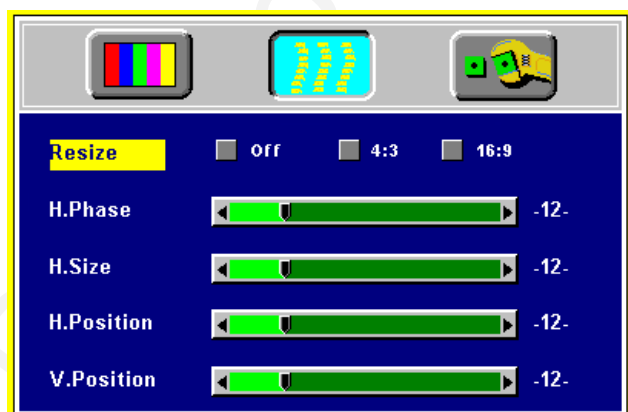 Resize Off 4:3 16:9
H.Phase -12-
H.Size -12-
H.Position -12-
V.Position -12-